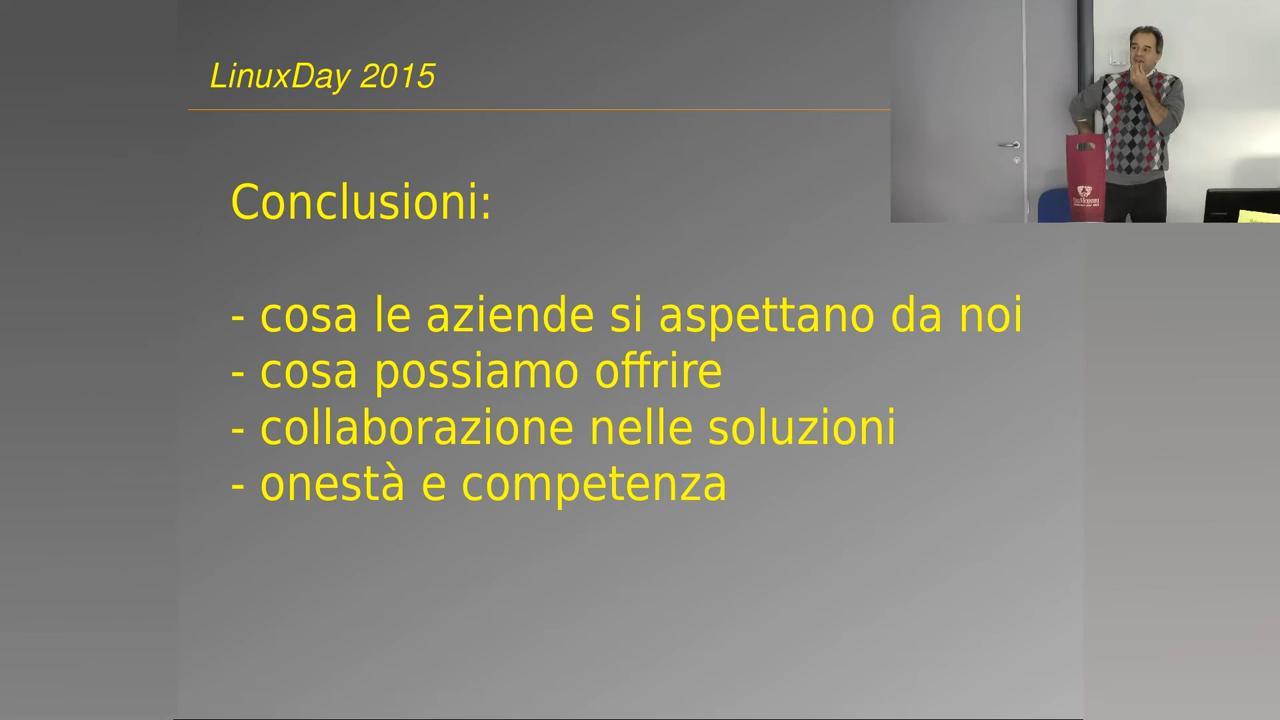 LinuxDay 2015
Conclusioni:
- cosa le aziende si aspettano da noi
- cosa possiamo offrire
- collaborazione nelle soluzioni
- onestà e competenza